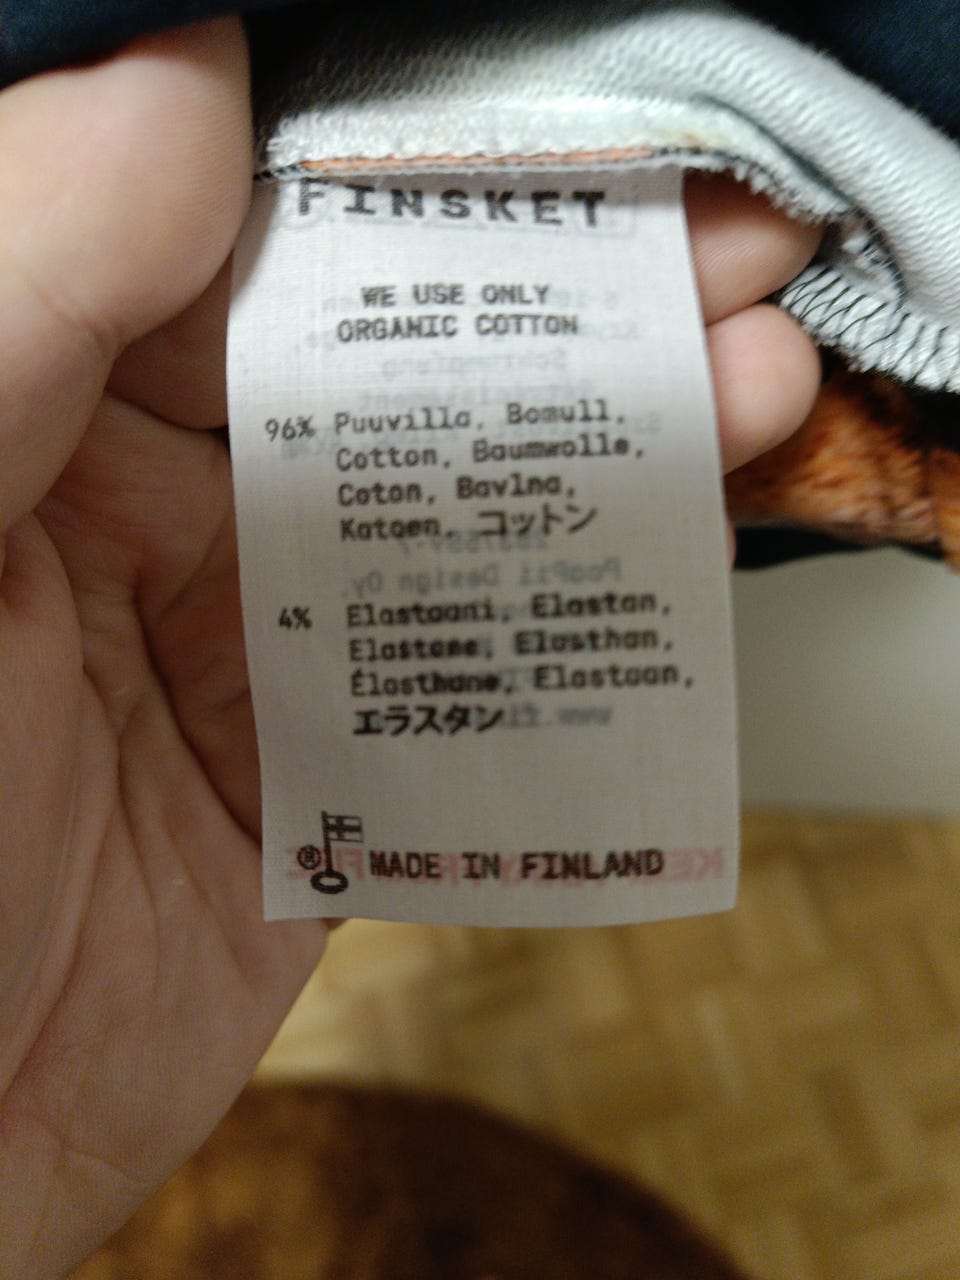 FINSKET
WE USE ONLY
ORGANIC COTTON
96% Puuvilla, Bomull,
Cotton, Baumwolle,
Coton, Bavlna,
Katoen, コットン
4% Elastaani, Elastan,
Elastane, Elasthan,
Élasthane, Elastaan,
エラスタン
® MADE IN FINLAND